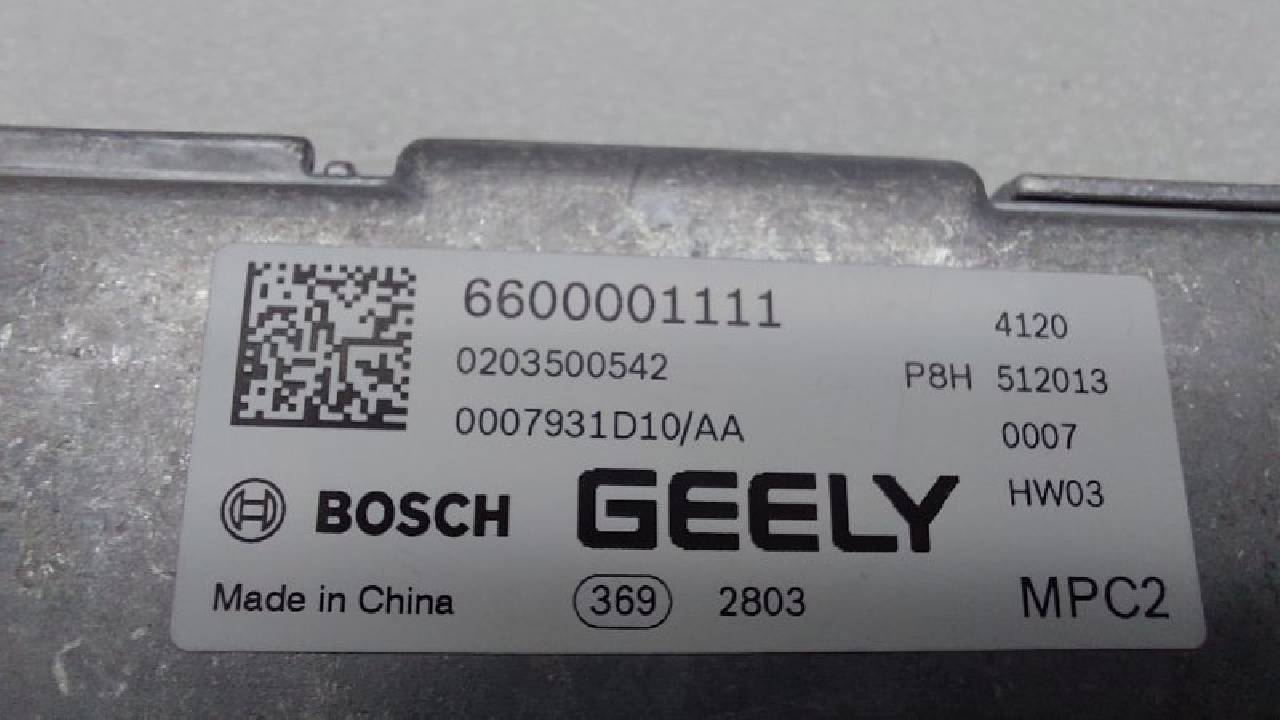 6600001111
4120
0203500542
P8H 512013
0007931D10/AA
0007
BOSCH GEELY
HW03
Made in China
369 2803
MPC2